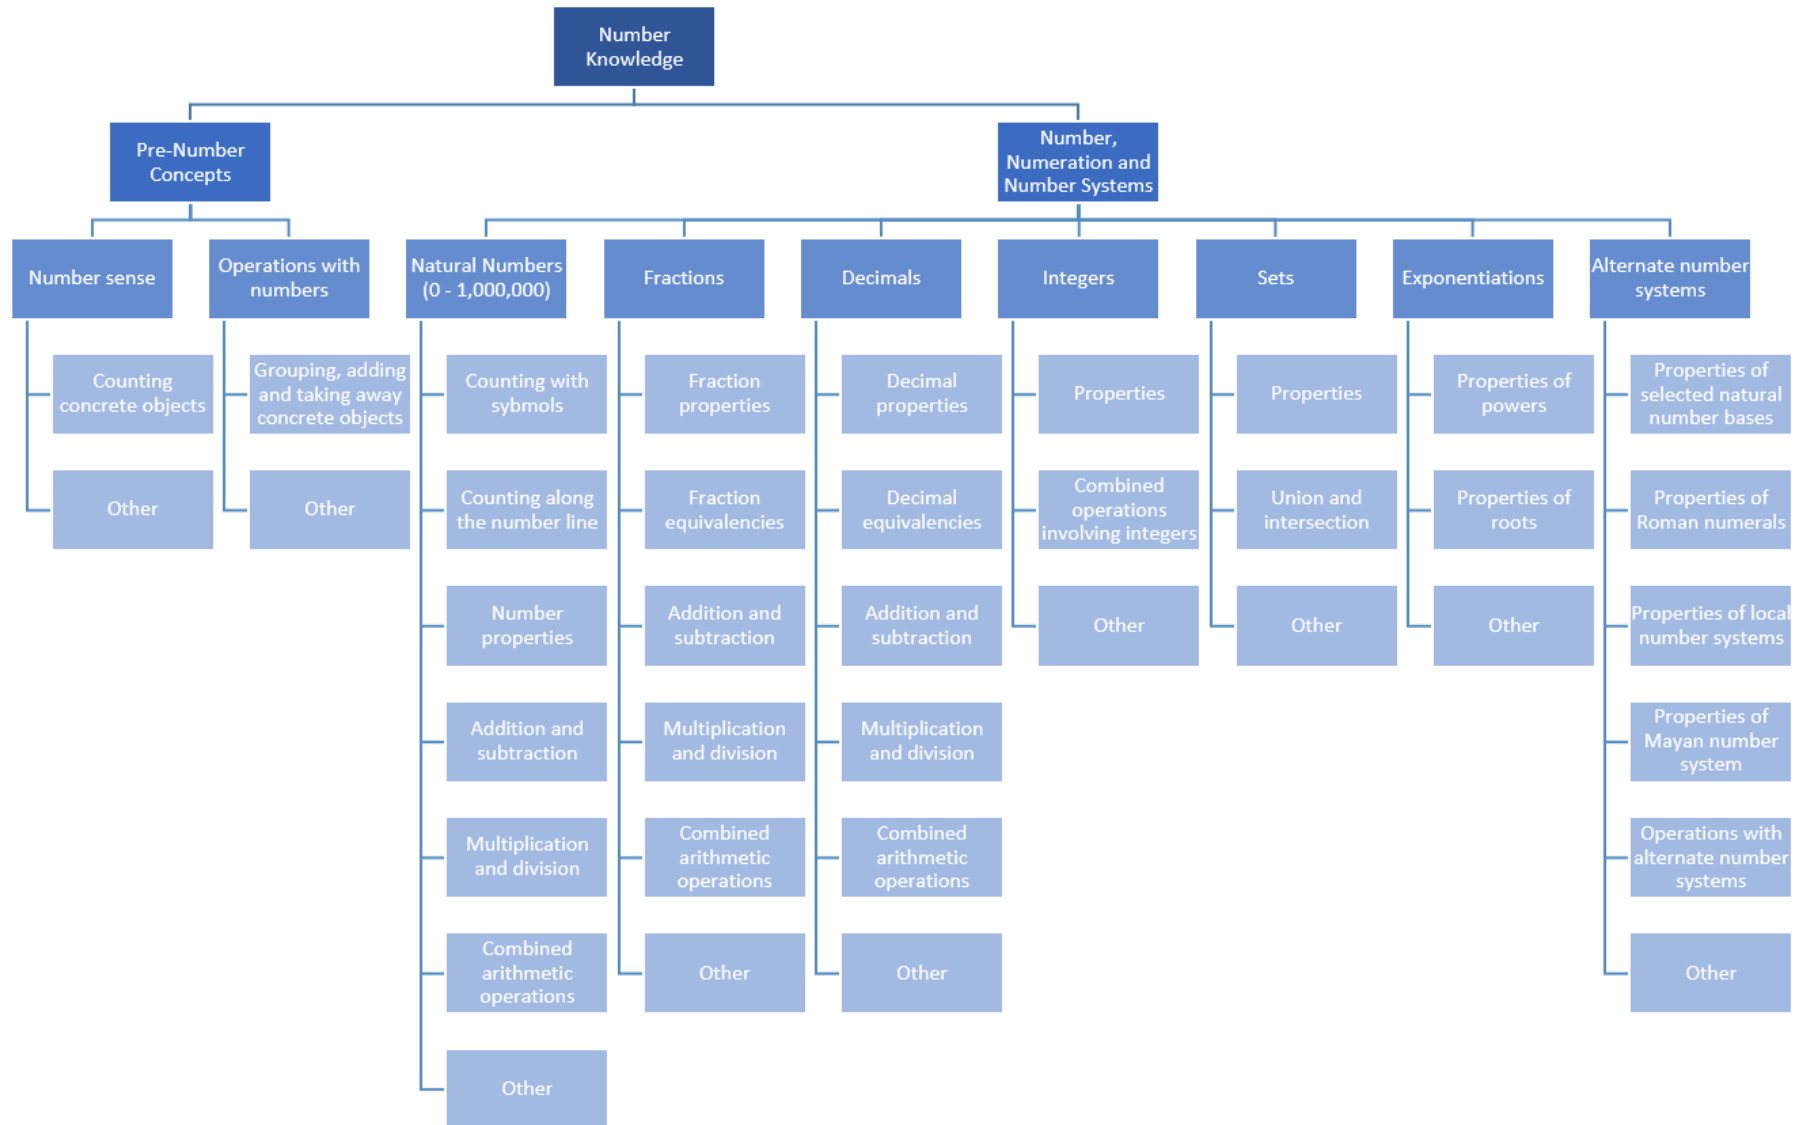 Number
Knowledge
Pre-Number
Concepts
Number,
Numeration and
Number Systems
Number sense
Operations with
numbers
Natural Numbers
(0 - 1,000,000)
Fractions
Decimals
Integers
Sets
Exponentiations
Alternate number
systems
Counting
concrete objects
Other
Grouping, adding
and taking away
concrete objects
Other
Counting with
sybmols
Counting along
the number line
Number
properties
Addition and
subtraction
Multiplication
and division
Combined
arithmetic
operations
Other
Fraction
properties
Fraction
equivalencies
Addition and
subtraction
Multiplication
and division
Combined
arithmetic
operations
Other
Decimal
properties
Decimal
equivalencies
Addition and
subtraction
Multiplication
and division
Combined
arithmetic
operations
Other
Properties
Combined
operations
involving integers
Other
Properties
Union and
intersection
Other
Properties of
powers
Properties of
roots
Other
Properties of
selected natural
number bases
Properties of
Roman numerals
Properties of local
number systems
Properties of
Mayan number
system
Operations with
alternate number
systems
Other